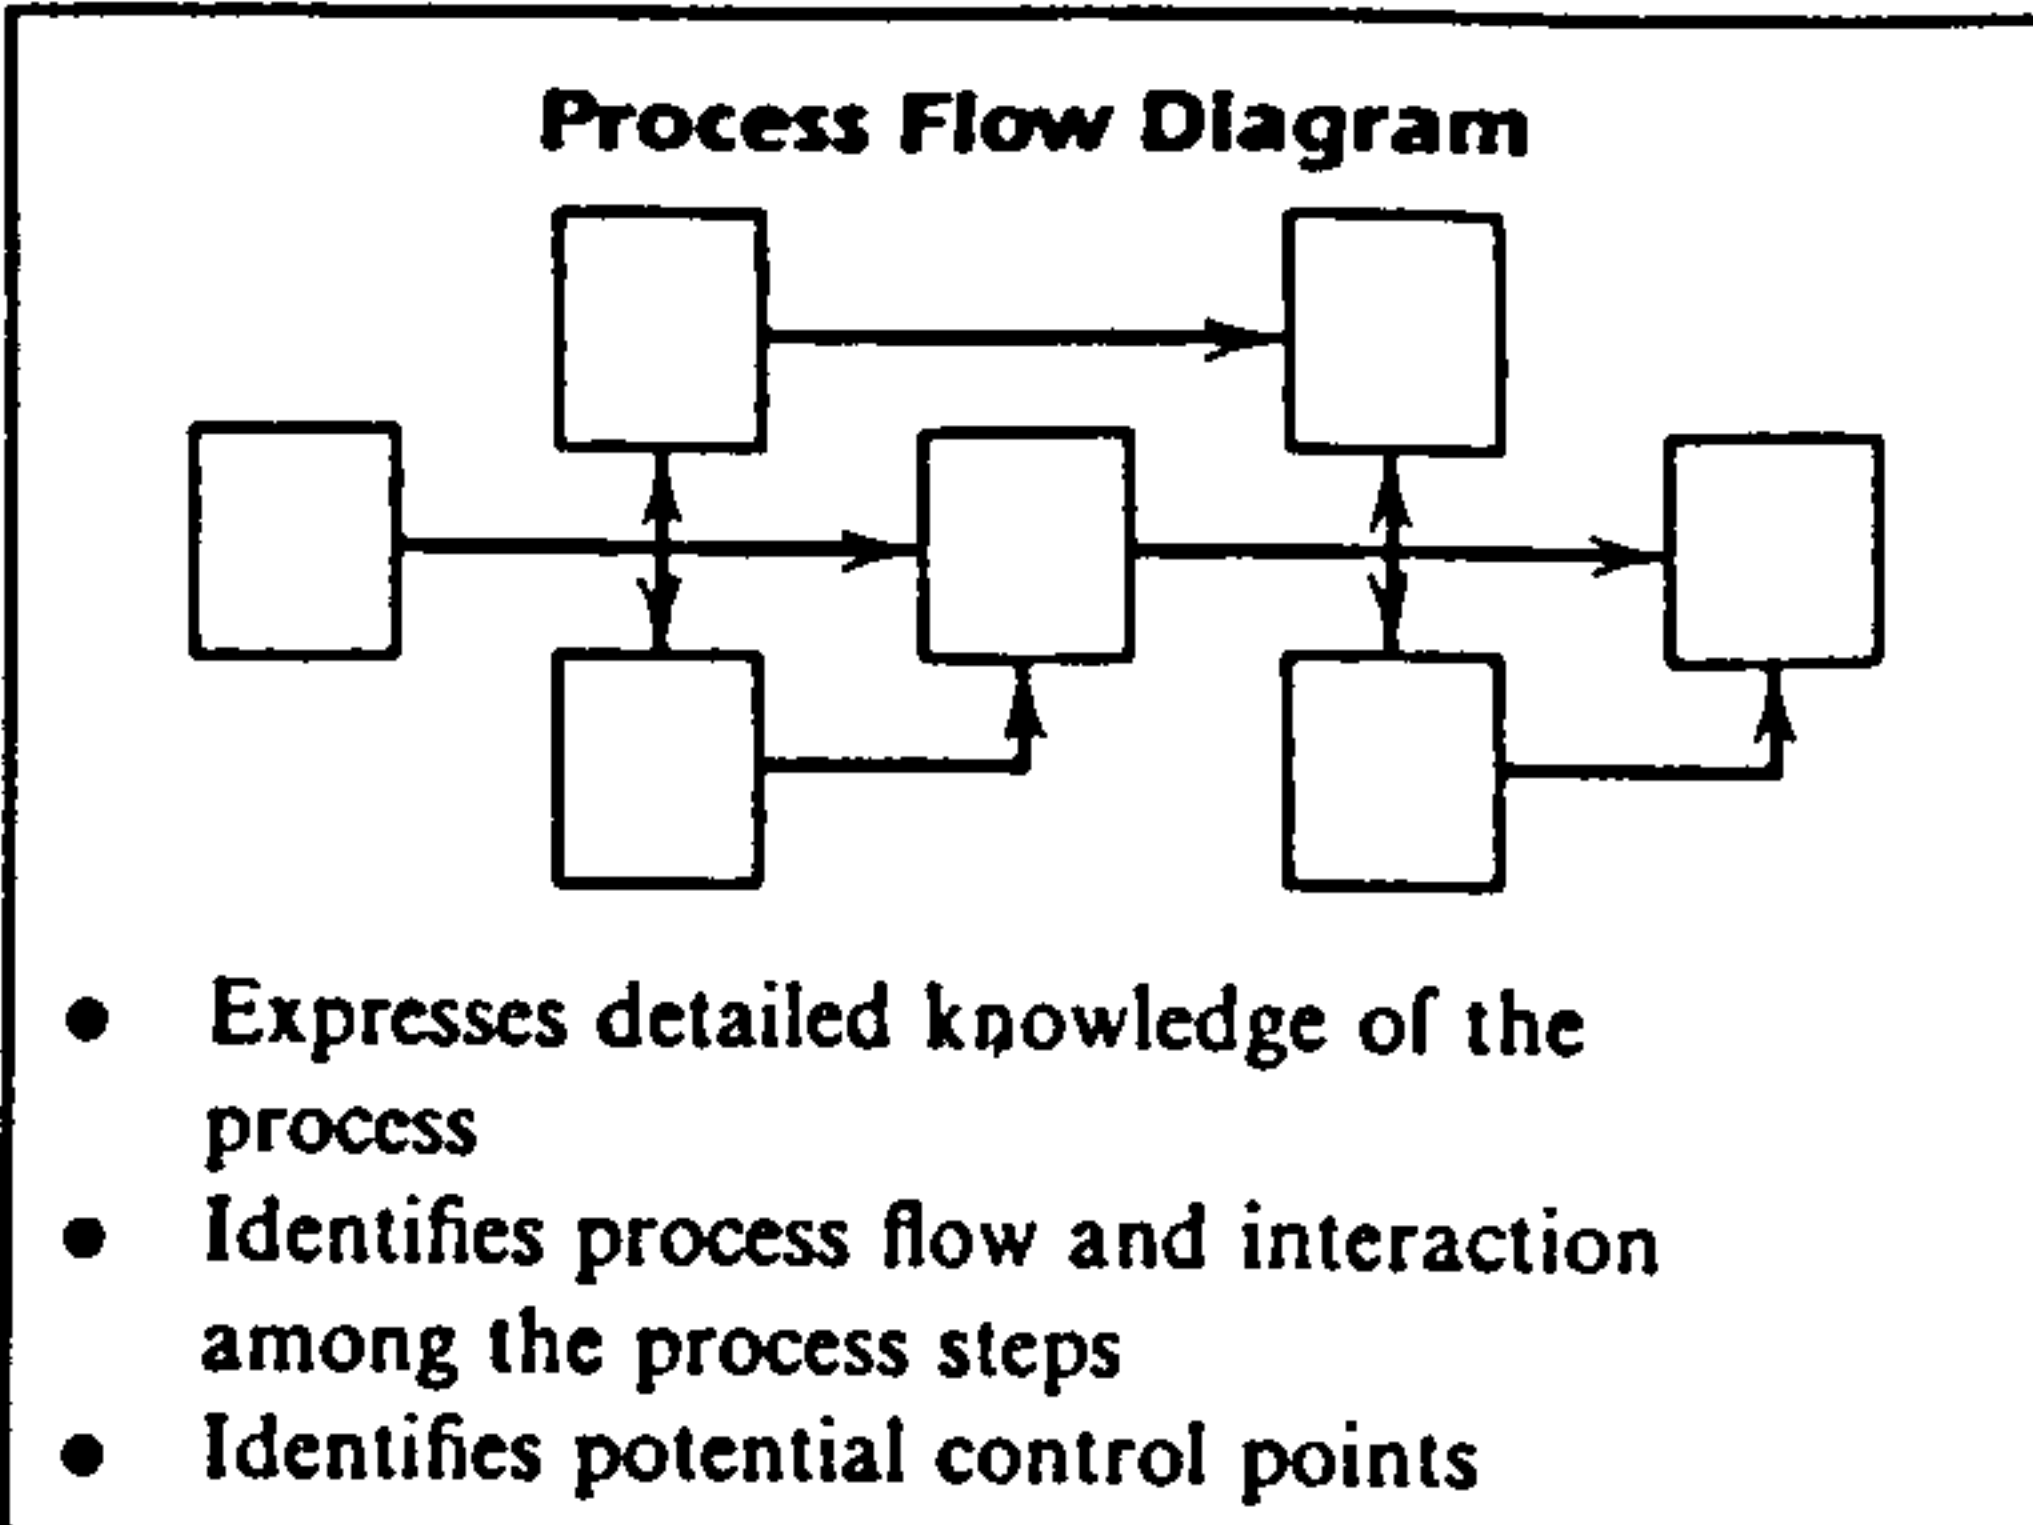 Process Flow Diagram
● Expresses detailed knowledge of the
process
● Identifies process flow and interaction
among the process steps
● Identifies potential control points